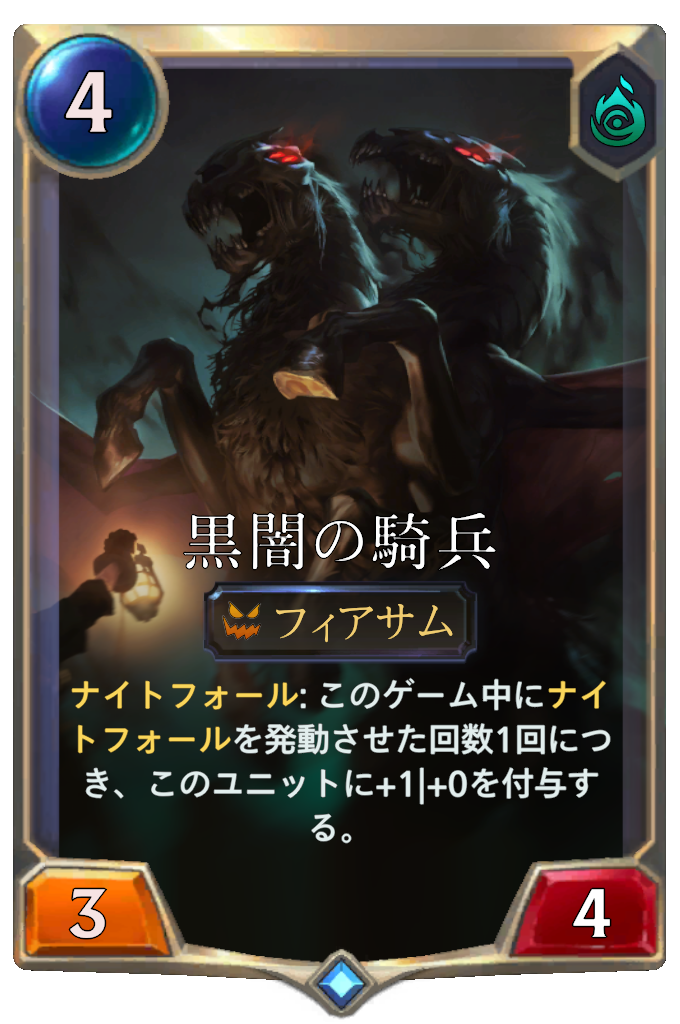 4
黒闇の騎兵
フィアサム
ナイトフォール: このゲーム中にナイ
トフォールを発動させた回数1回につ
き、このユニットに+1|+0を付与す
る。
3
4